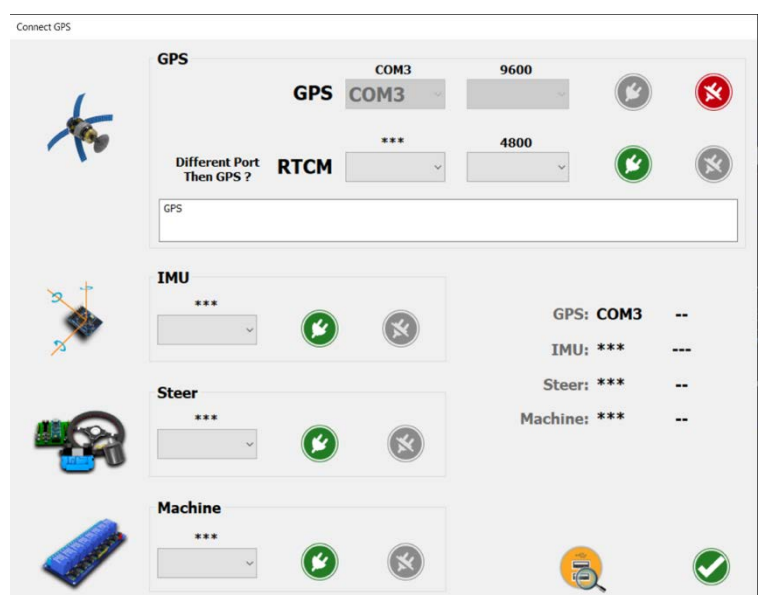 Connect GPS
GPS
COM3 9600
GPS COM3
*** 4800
Different Port
Then GPS ?
RTCM
GPS
IMU
***
GPS: COM3 --
IMU: *** ---
Steer: *** --
Machine: *** --
Steer
***
Machine
***